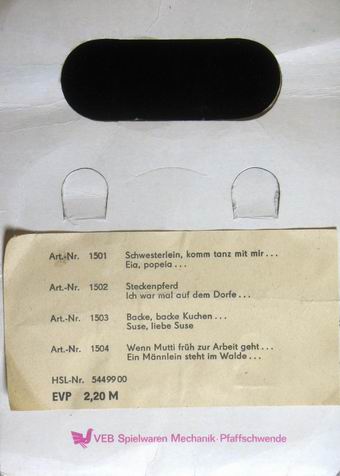 Art.-Nr. 1501 Schwesterlein, komm tanz mit mir...
Eia, popeia...
Art.-Nr. 1502 Steckenpferd
Ich war mal auf dem Dorfe...
Art.-Nr. 1503 Backe, backe Kuchen...
Suse, liebe Suse
Art.-Nr. 1504 Wenn Mutti früh zur Arbeit geht...
Ein Männlein steht im Walde...
HSL-Nr. 5449900
EVP 2,20 M
VEB Spielwaren Mechanik · Pfaffschwende